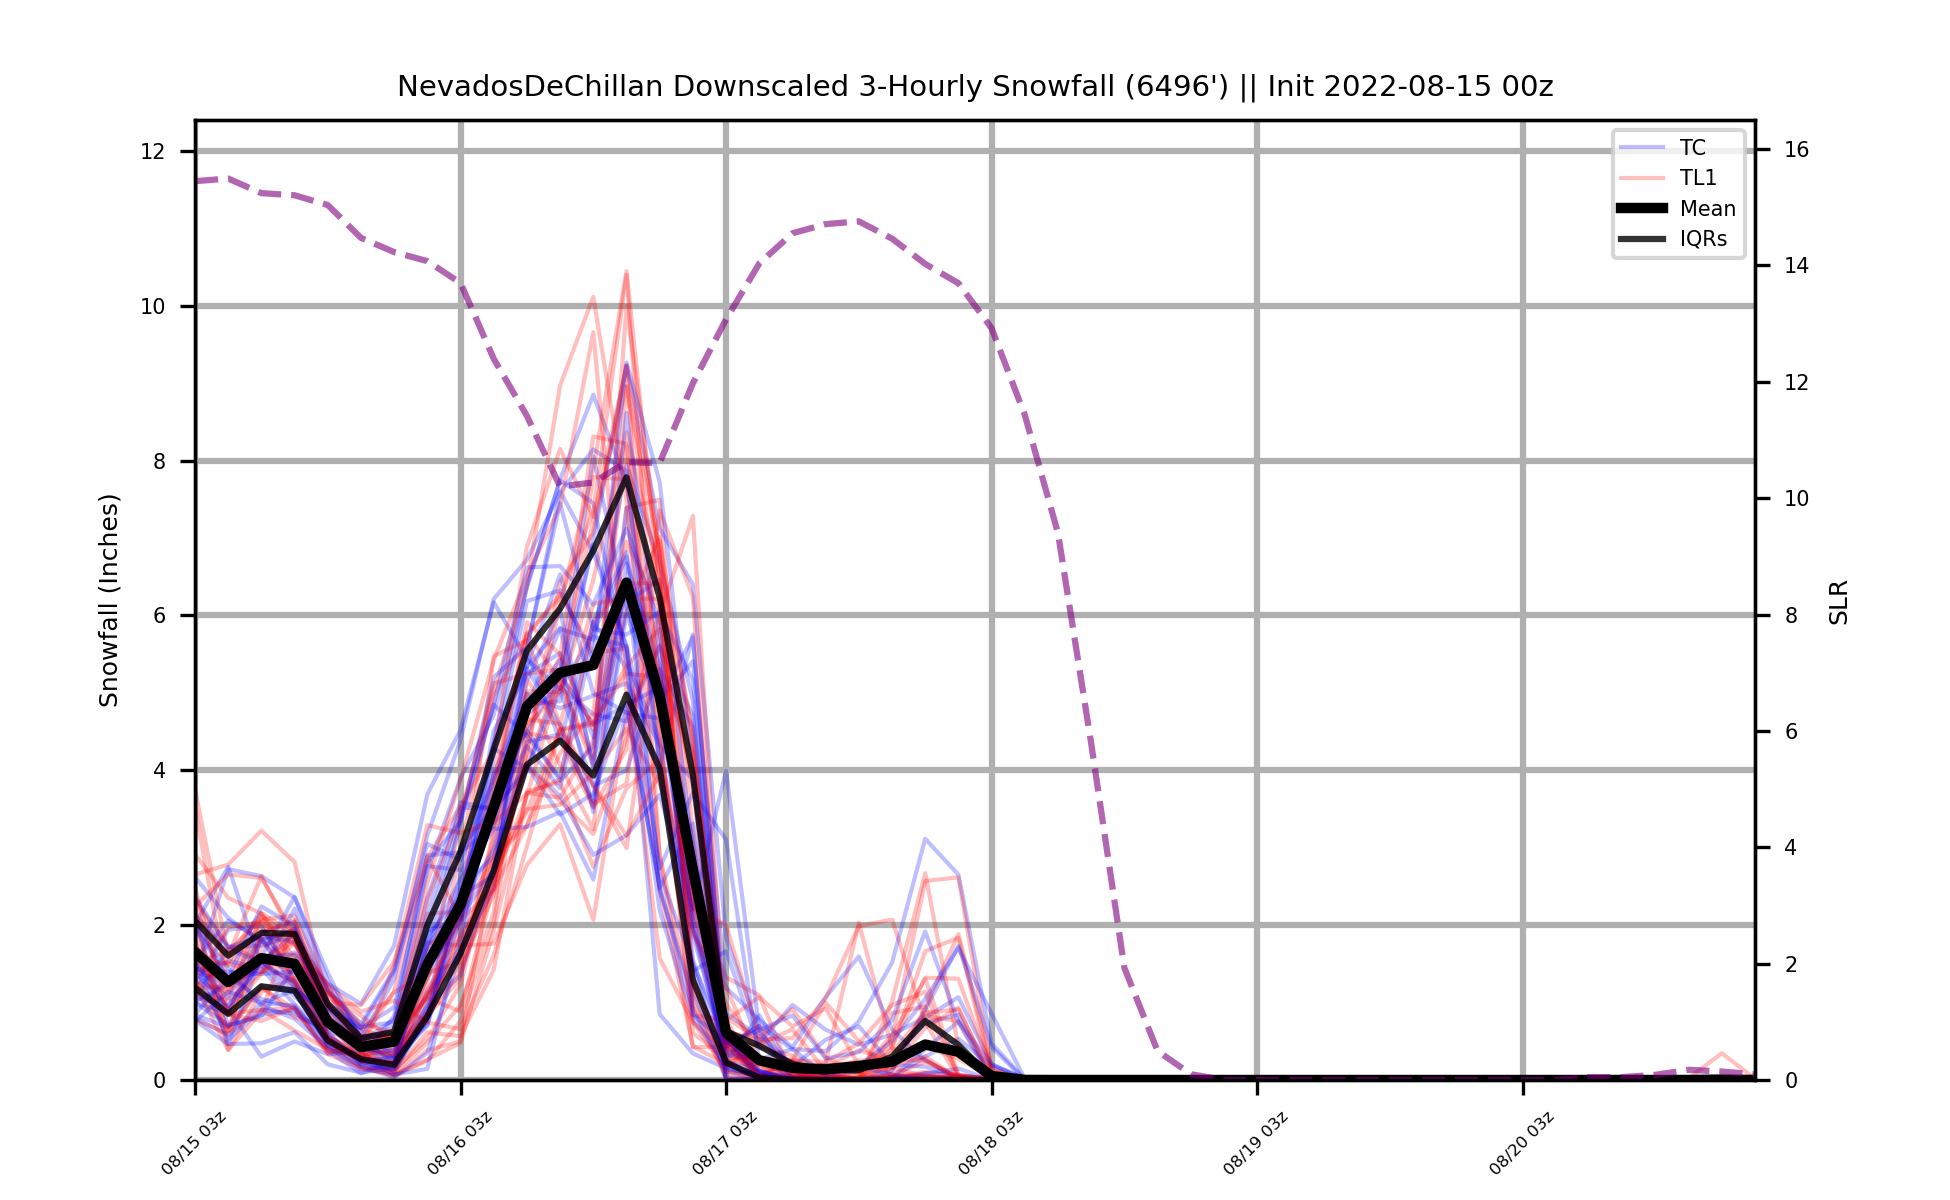 NevadosDeChillan Downscaled 3-Hourly Snowfall (6496') || Init 2022-08-15 00z
TC
TL1
Mean
IQRs
Snowfall (Inches)
12
10
8
6
4
2
0
SLR
16
14
12
10
8
6
4
2
0
08/15 03z
08/16 03z
08/17 03z
08/18 03z
08/19 03z
08/20 03z